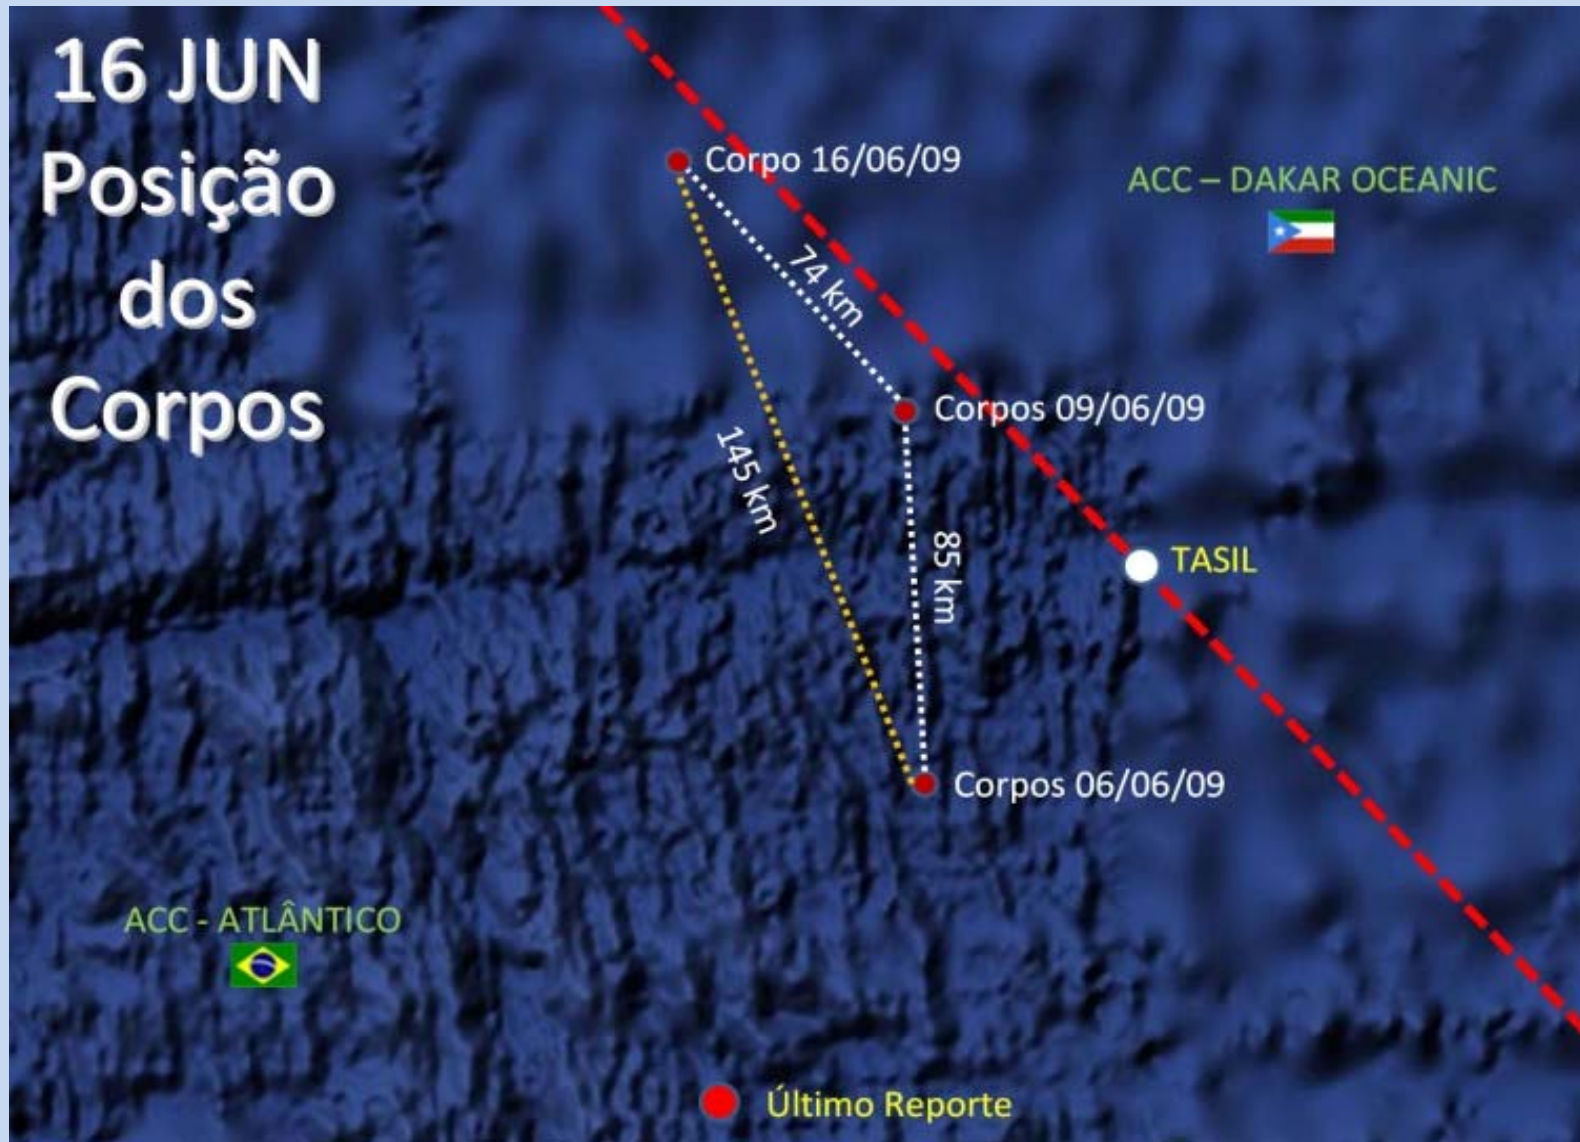 16 JUN
Posição
dos
Corpos
Corpo 16/06/09
ACC – DAKAR OCEANIC
74 km
Corpos 09/06/09
145 km
85 km
TASIL
Corpos 06/06/09
ACC - ATLÂNTICO
Último Reporte